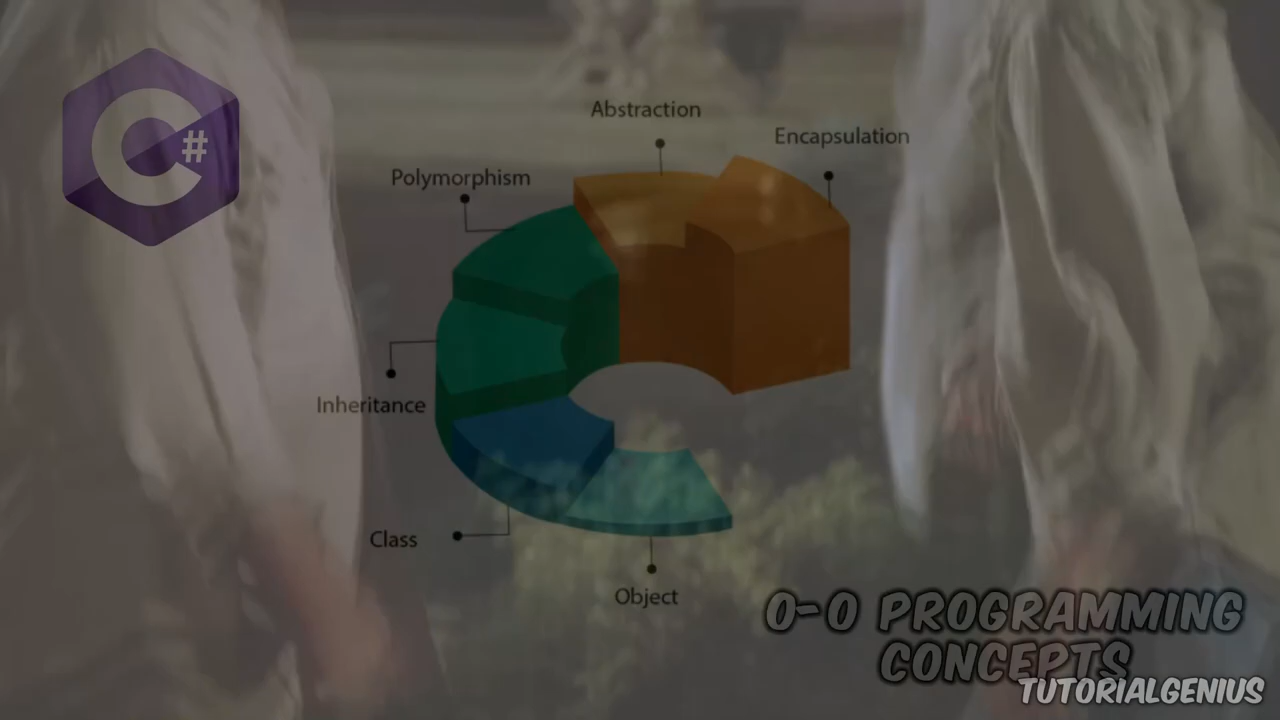 C#
Abstraction
Encapsulation
Polymorphism
Inheritance
Class
Object
O-O PROGRAMMING
CONCEPTS
TUTORIALGENIUS